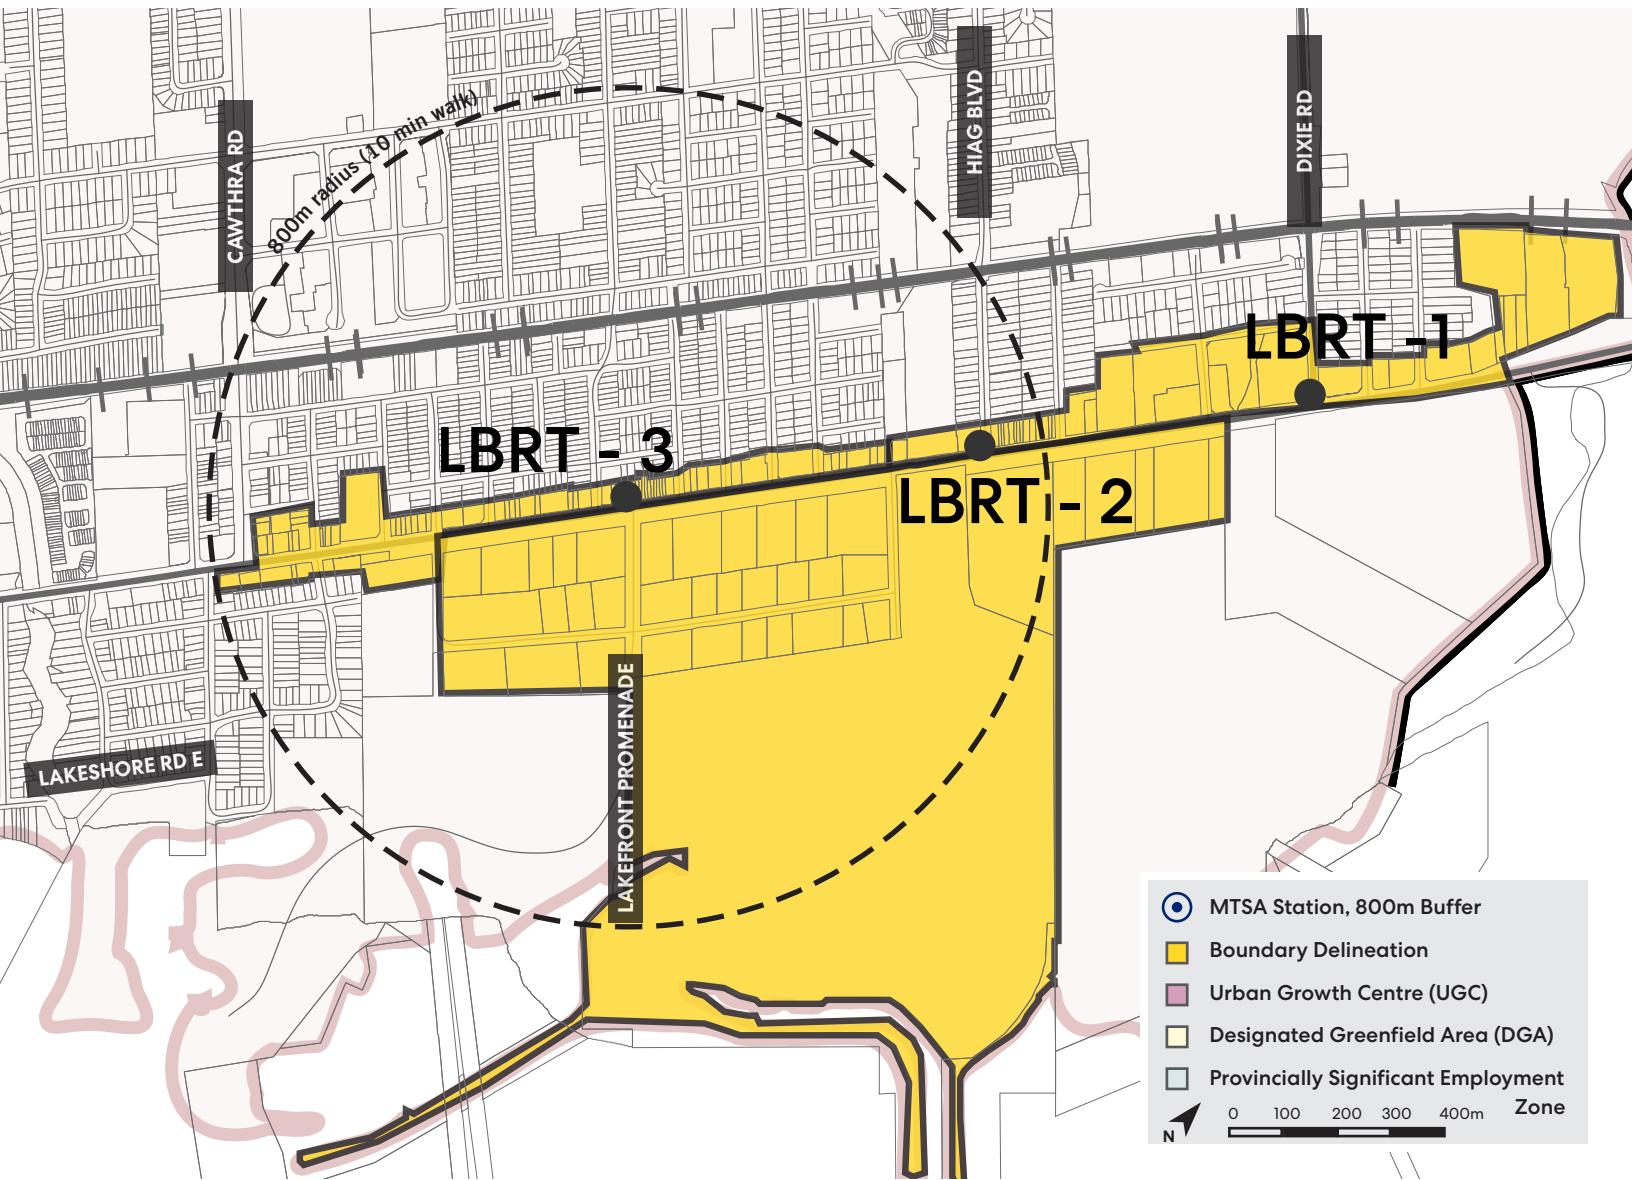 800m radius (10 min walk)
CAWTHRA RD
HIAG BLVD
DIXIE RD
LBRT -1
LBRT - 3
LBRT - 2
LAKEFRONT PROMENADE
LAKESHORE RD E
MTSA Station, 800m Buffer
Boundary Delineation
Urban Growth Centre (UGC)
Designated Greenfield Area (DGA)
Provincially Significant Employment
Zone
0 100 200 300 400m
N